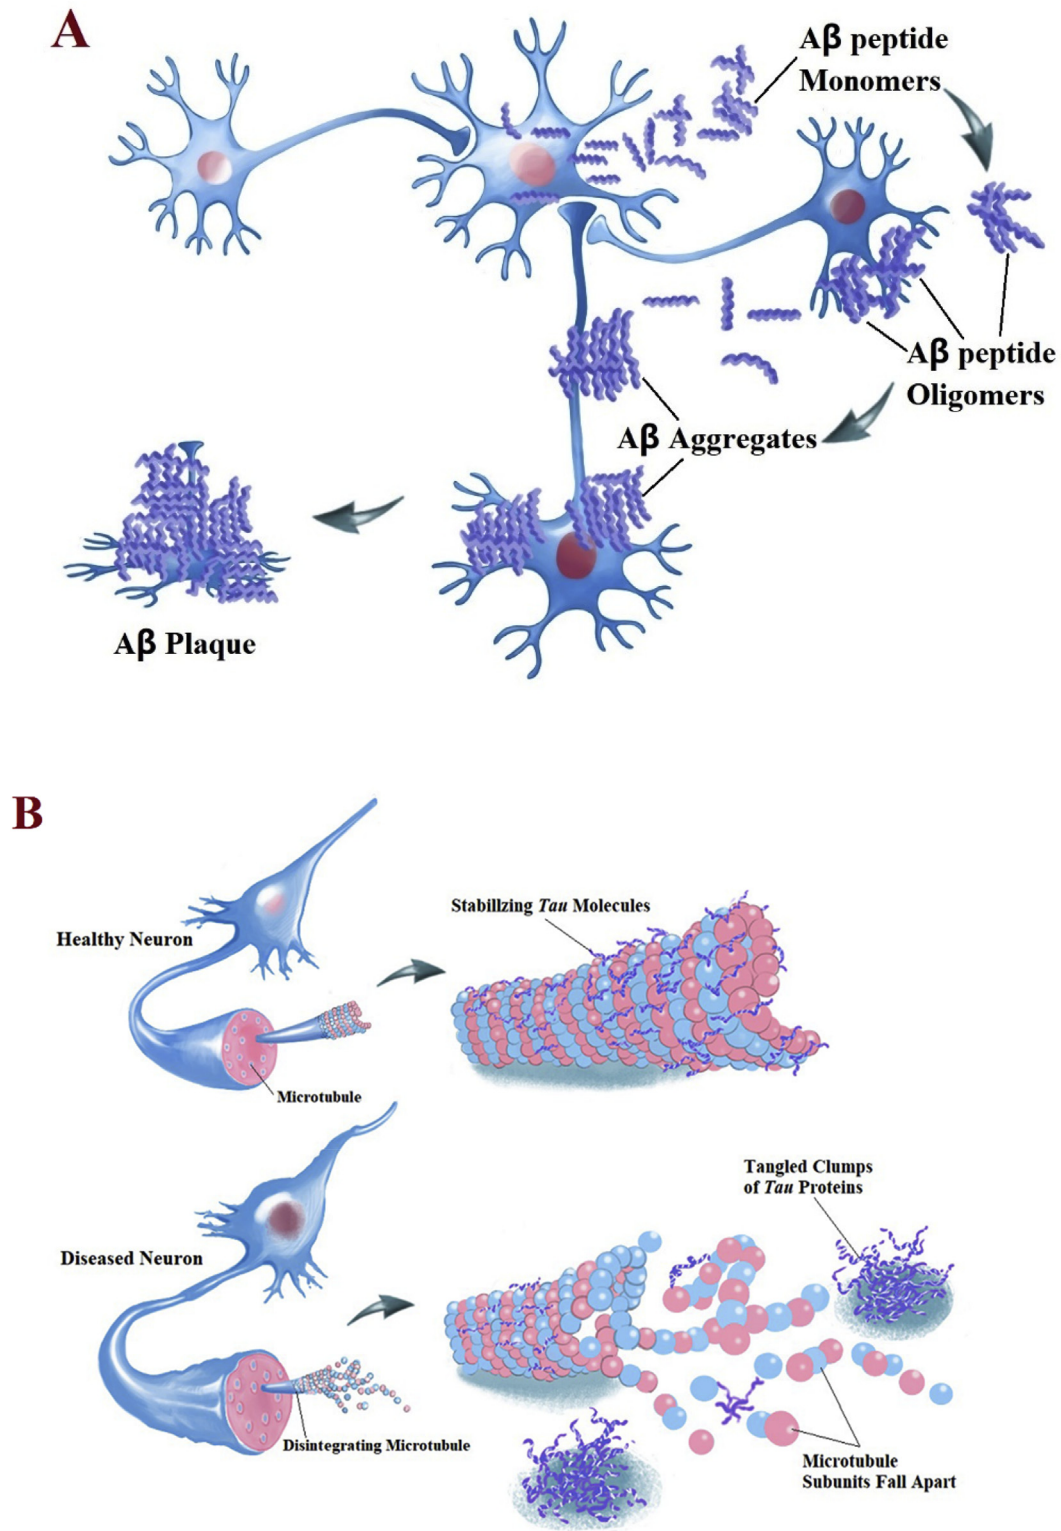 A
Aβ peptide
Monomers
Aβ peptide
Oligomers
Aβ Aggregates
Aβ Plaque
B
Healthy Neuron
Stabillzing Tau Molecules
Microtubule
Tangled Clumps
of Tau Proteins
Diseased Neuron
Disintegrating Microtubule
Microtubule
Subunits Fall Apart